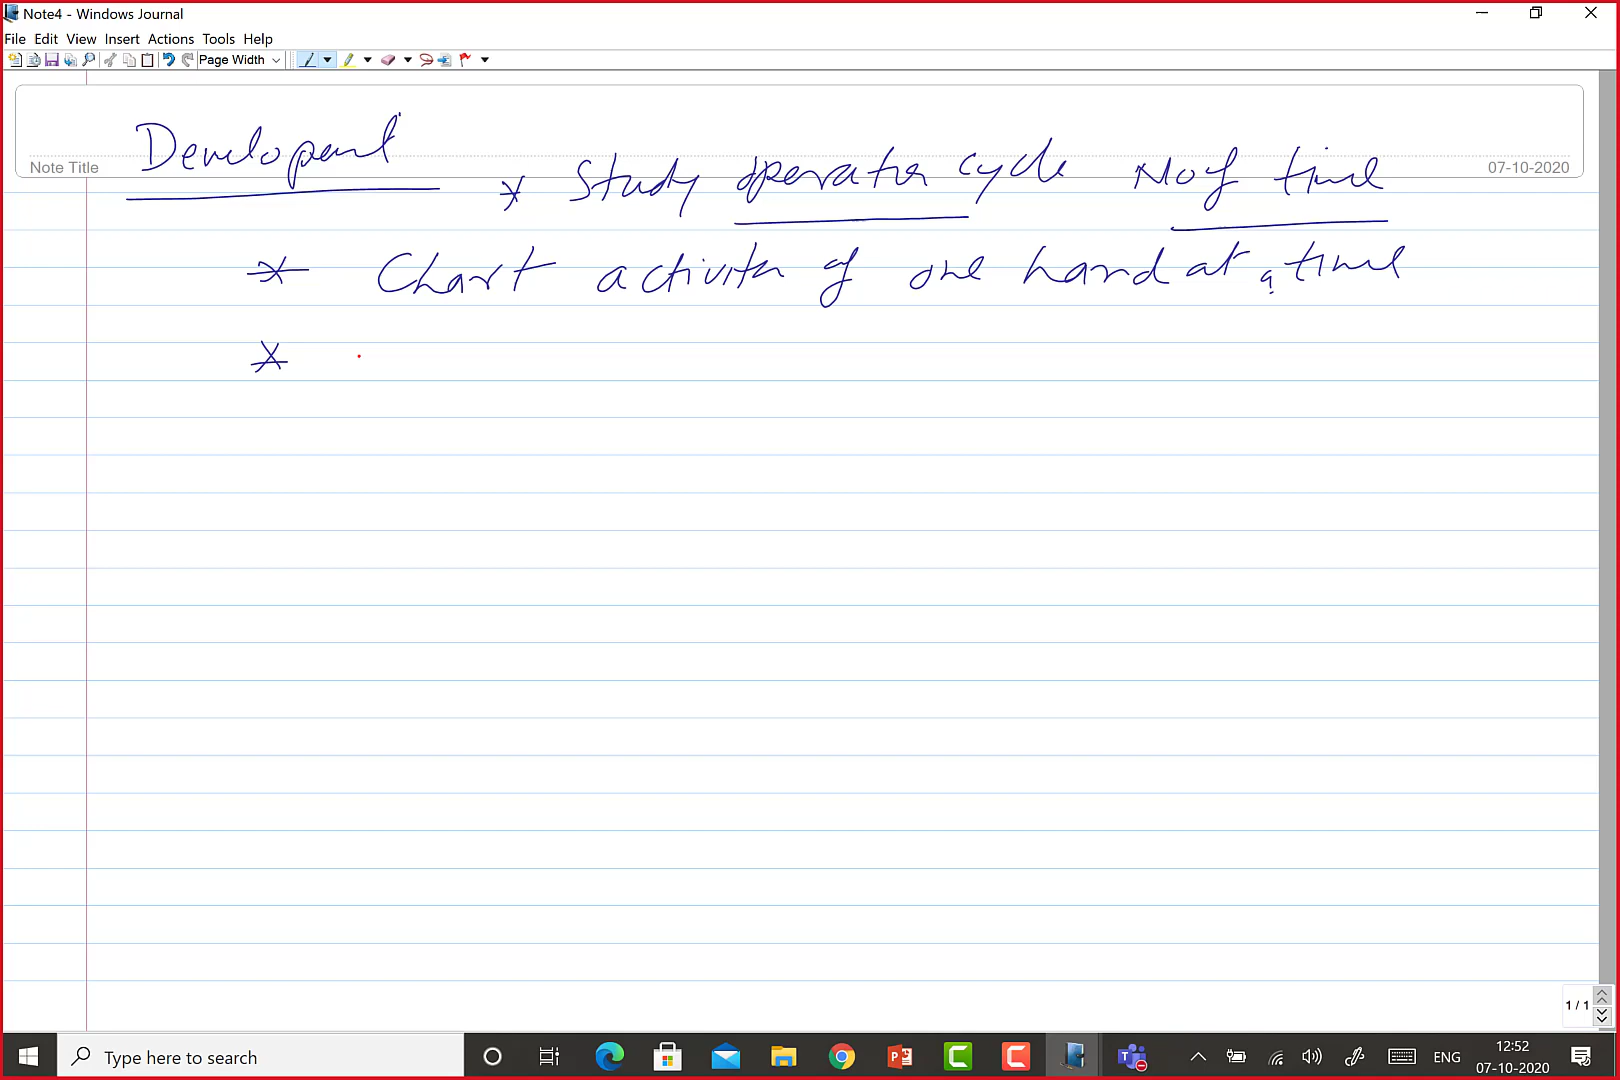 Note4 - Windows Journal
File Edit View Insert Actions Tools Help
Page Width
Development
Note Title
* Study operator cycle No of time
07-10-2020
* Chart activity of one hand at a time
*
1 / 1
Type here to search
ENG
12:52
07-10-2020